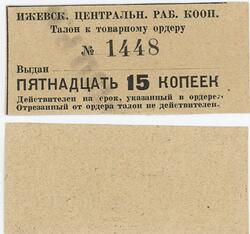 ИЖЕВСК. ЦЕНТРАЛЬН. РАБ. КООП.
Талон к товарному ордеру
№ 1448
Выдан
ПЯТНАДЦАТЬ 15 КОПЕЕК
Действителен на срок, указанный в ордере.
Отрезанный от ордера талон не действителен.